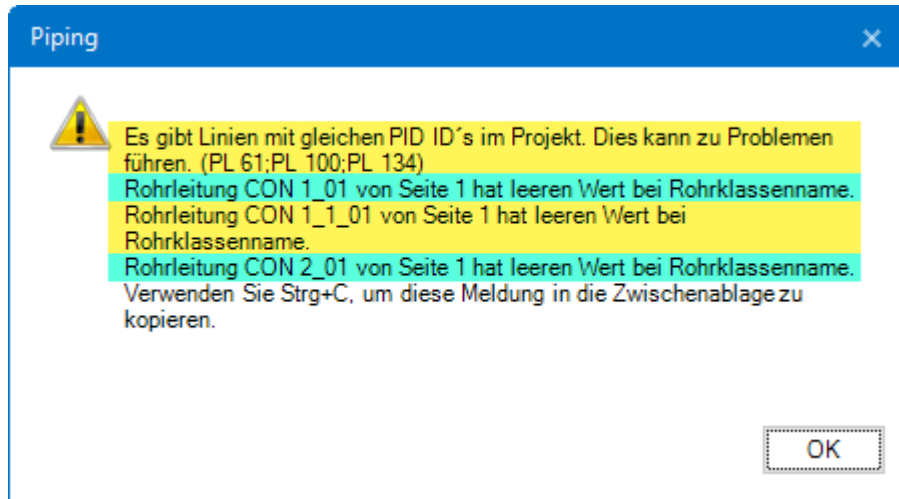 Piping
Es gibt Linien mit gleichen PID ID´s im Projekt. Dies kann zu Problemen
führen. (PL 61;PL 100;PL 134)
Rohrleitung CON 1_01 von Seite 1 hat leeren Wert bei Rohrklassenname.
Rohrleitung CON 1_1_01 von Seite 1 hat leeren Wert bei
Rohrklassenname.
Rohrleitung CON 2_01 von Seite 1 hat leeren Wert bei Rohrklassenname.
Verwenden Sie Strg+C, um diese Meldung in die Zwischenablage zu
kopieren.
OK